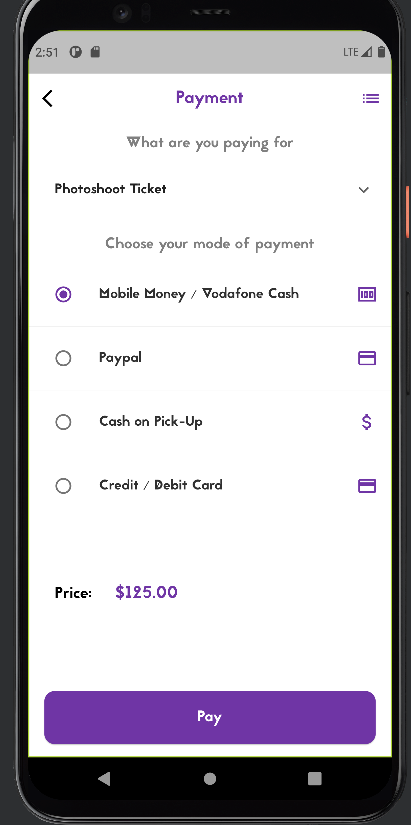 2:51 LTE
Payment
What are you paying for
Photoshoot Ticket
Choose your mode of payment
Mobile Money / Vodafone Cash
Paypal
Cash on Pick-Up
Credit / Debit Card
Price: $125.00
Pay